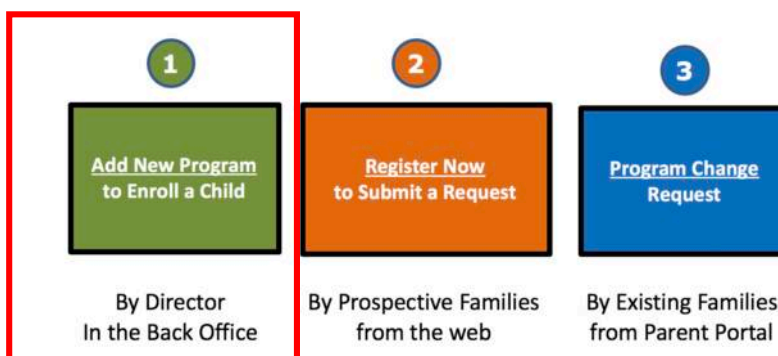 1
Add New Program
to Enroll a Child
By Director
In the Back Office
2
Register Now
to Submit a Request
By Prospective Families
from the web
3
Program Change
Request
By Existing Families
from Parent Portal